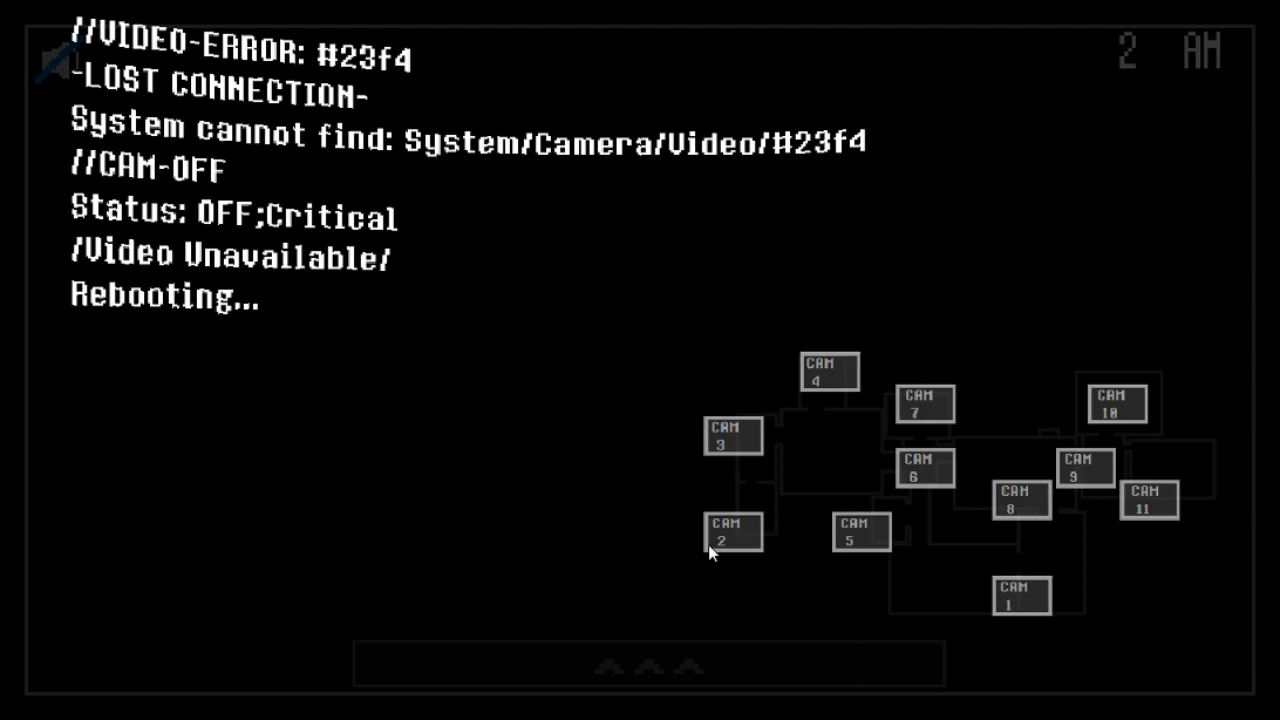 //VIDEO-ERROR: #23f4
-LOST CONNECTION-
System cannot find: System/Camera/Video/#23f4
//CAM-OFF
Status: OFF;Critical
/Video Unavailable/
Rebooting...
2 AM
CAM 4
CAM 7
CAM 10
CAM 3
CAM 6
CAM 9
CAM 8
CAM 11
CAM 2
CAM 5
CAM 1